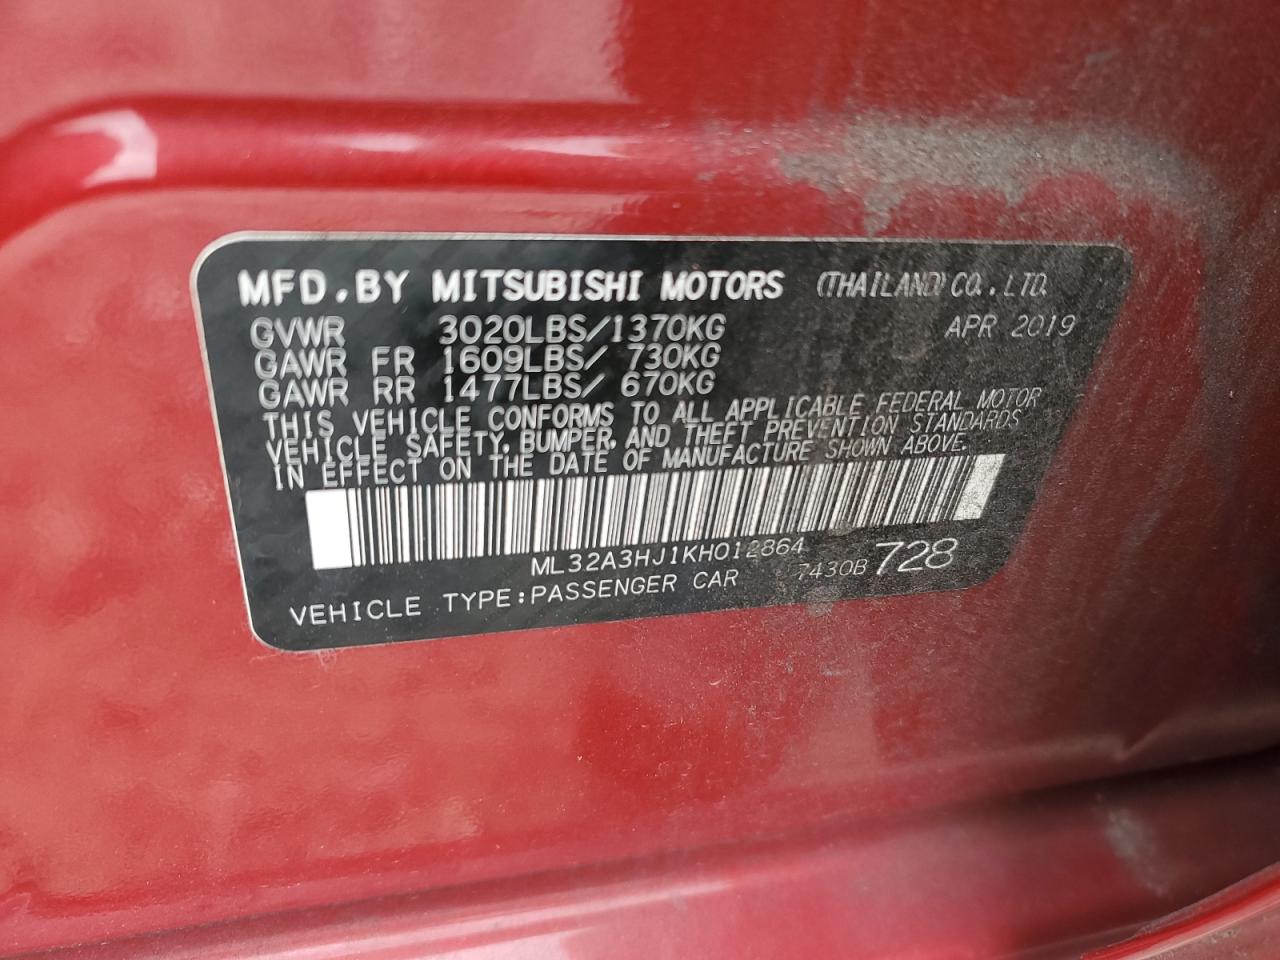 MFD.BY MITSUBISHI MOTORS (THAILAND) CO.,LTD.
GVWR 3020LBS/1370KG APR 2019
GAWR FR 1609LBS/ 730KG
GAWR RR 1477LBS/ 670KG
THIS VEHICLE CONFORMS TO ALL APPLICABLE FEDERAL MOTOR
VEHICLE SAFETY, BUMPER, AND THEFT PREVENTION STANDARDS
IN EFFECT ON THE DATE OF MANUFACTURE SHOWN ABOVE.
ML32A3HJ1KH012864
VEHICLE TYPE:PASSENGER CAR 7430B 728